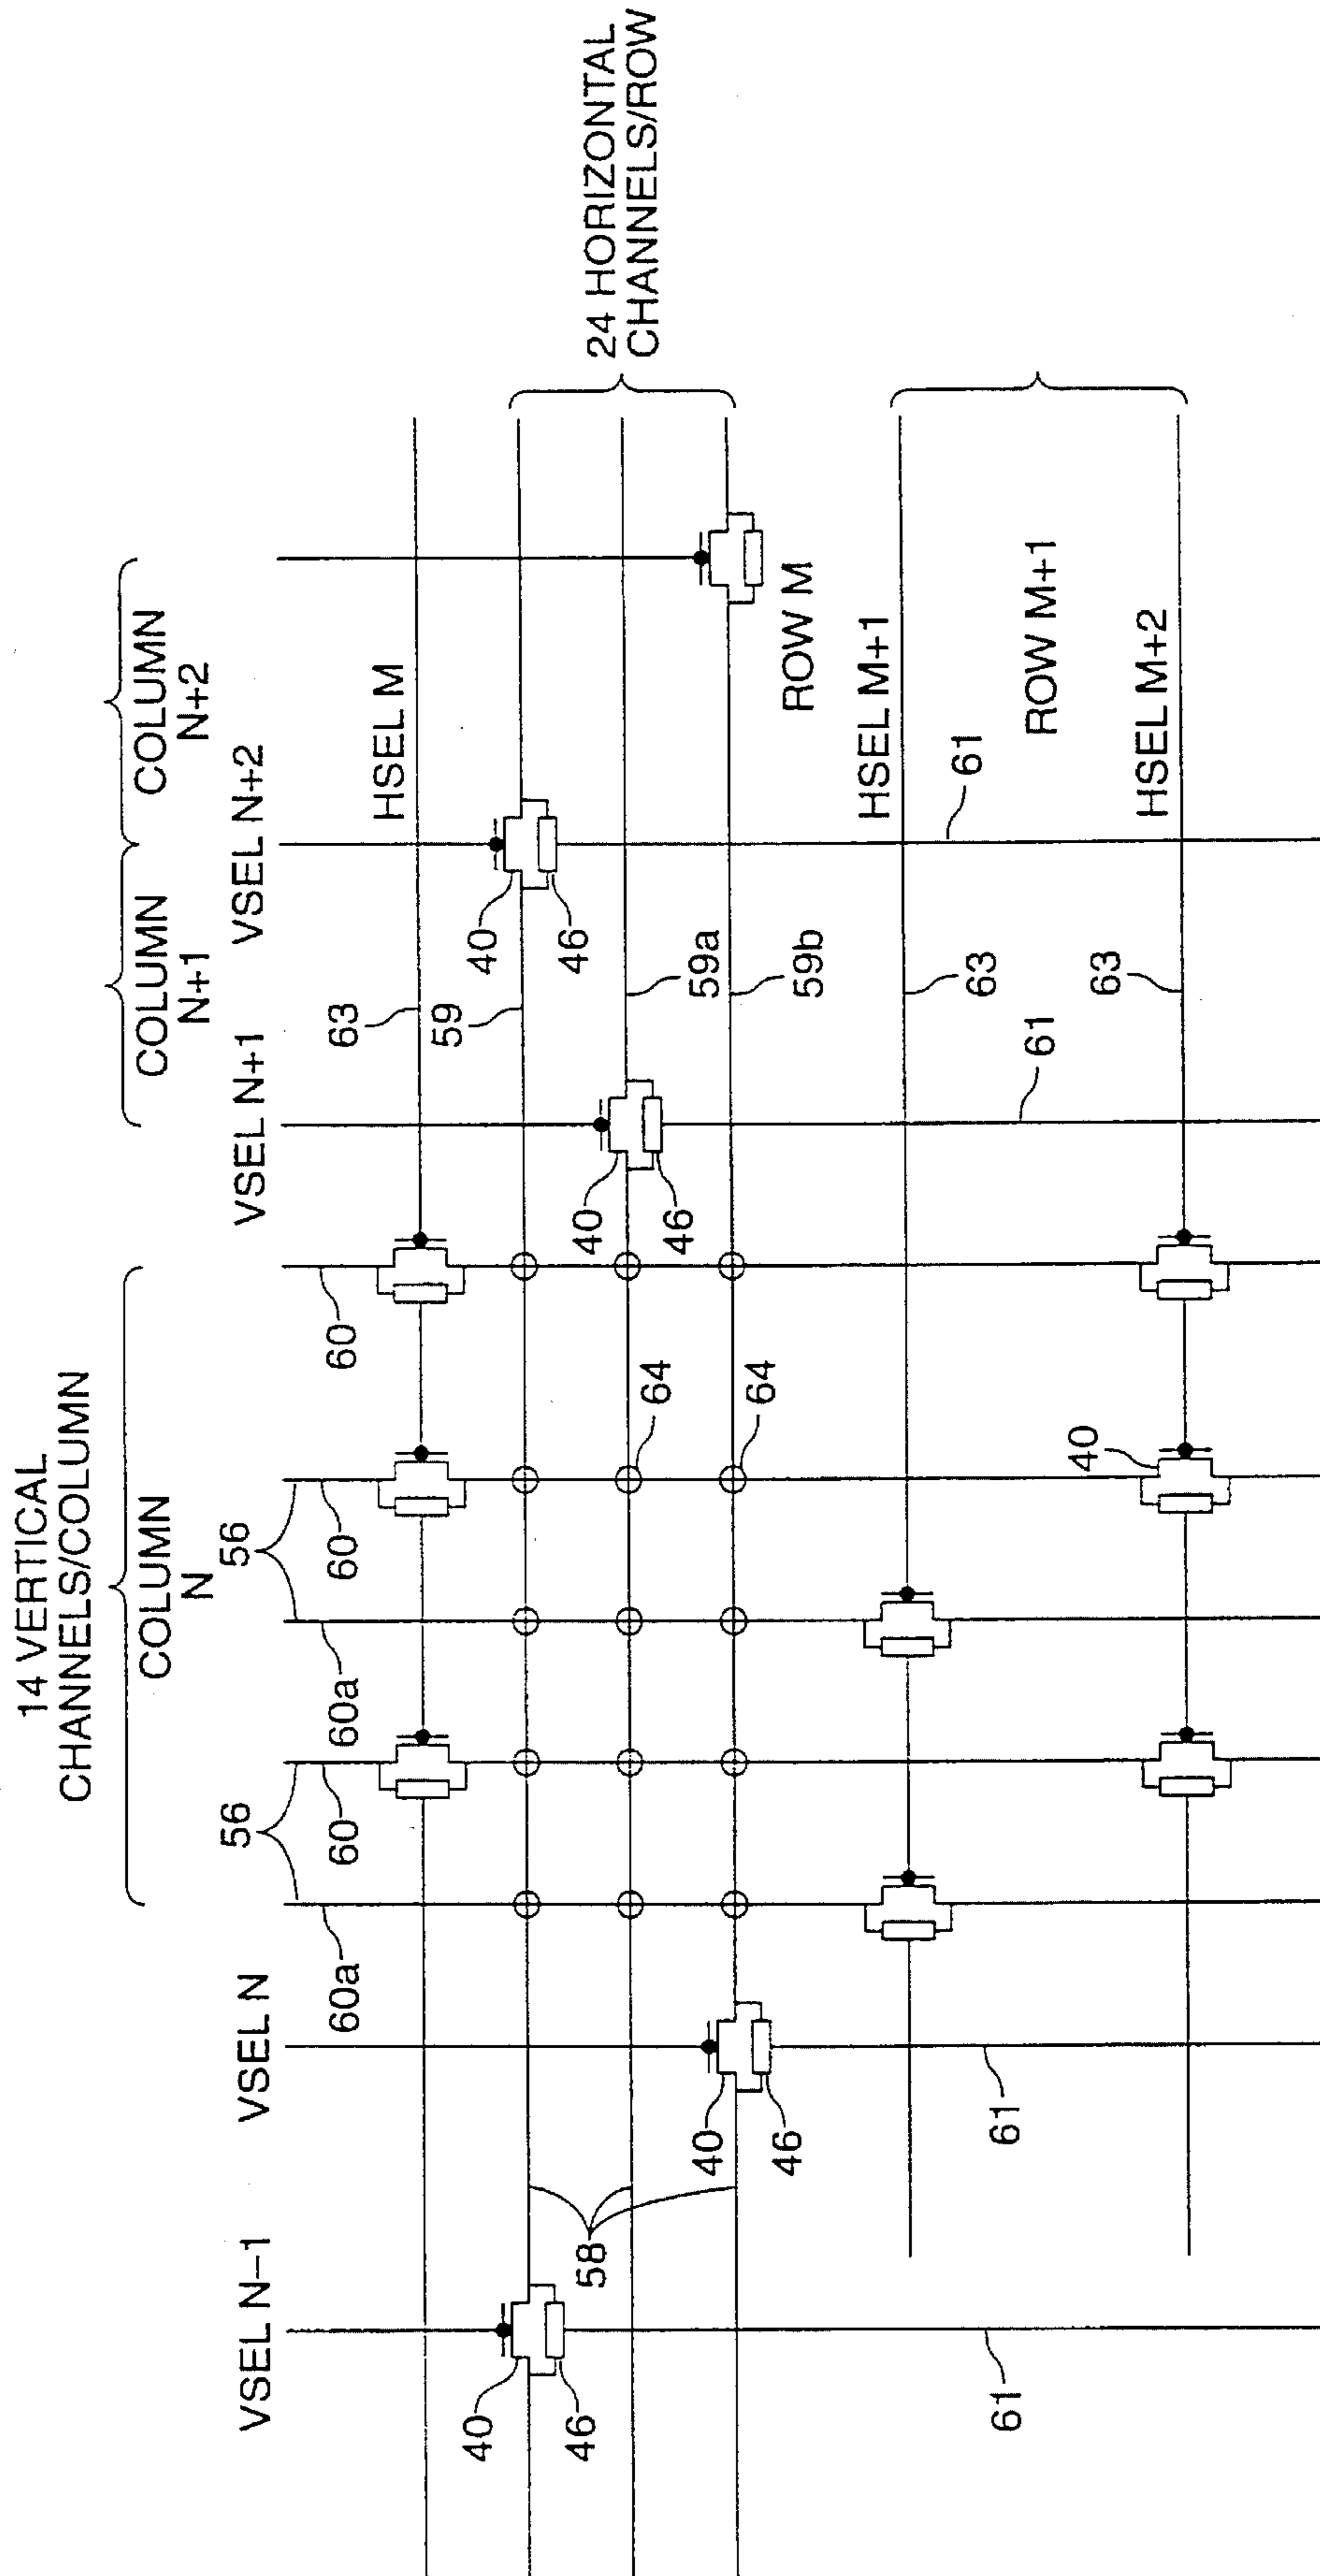 14 VERTICAL
CHANNELS/COLUMN
COLUMN
N
COLUMN
N+1
COLUMN
N+2
VSEL N-1
VSEL N
56
56
VSEL N+1
VSEL N+2
60a
60
60a
60
60
HSEL M
63
59
40
46
40
46
40
46
40
46
58
64
64
59a
59b
24 HORIZONTAL
CHANNELS/ROW
ROW M
HSEL M+1
63
61
61
61
61
ROW M+1
40
63
HSEL M+2